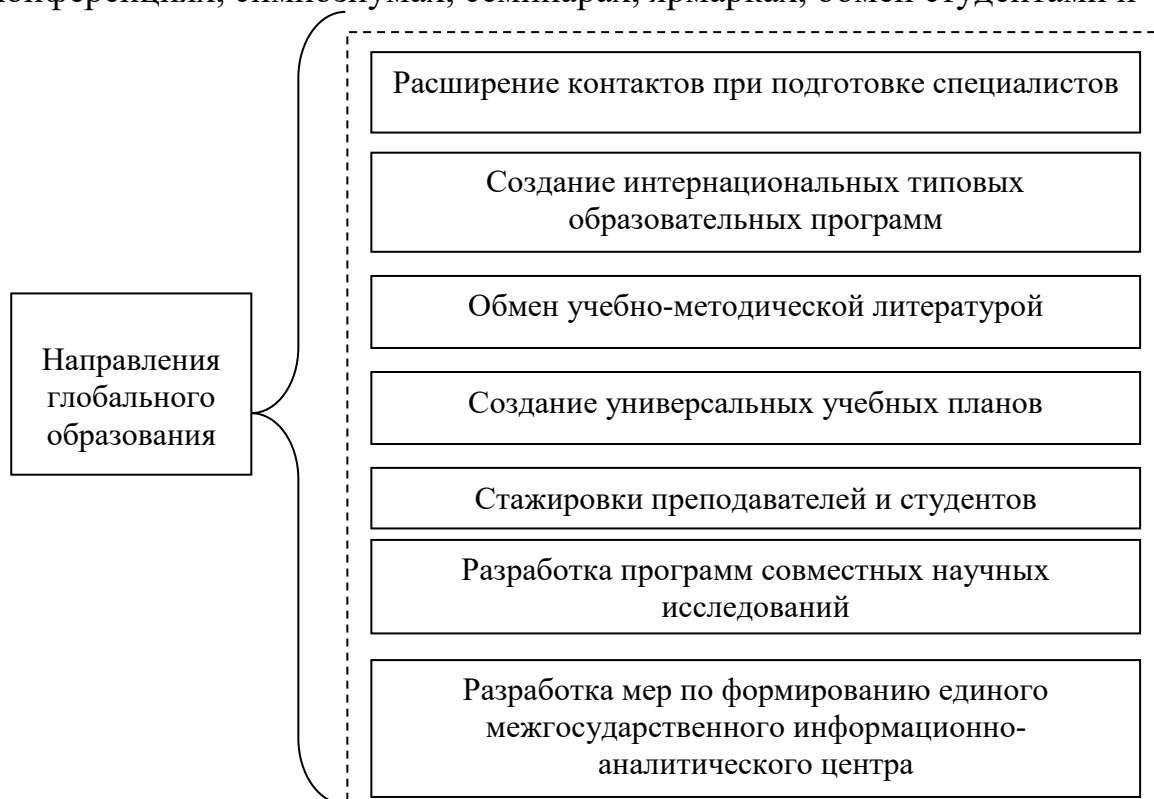 конференциях, симпозиумах, семинарах, ярмарках, обмен студентами и
Расширение контактов при подготовке специалистов
Создание интернациональных типовых
образовательных программ
Обмен учебно-методической литературой
Направления
глобального
образования
Создание универсальных учебных планов
Стажировки преподавателей и студентов
Разработка программ совместных научных
исследований
Разработка мер по формированию единого
межгосударственного информационно-
аналитического центра